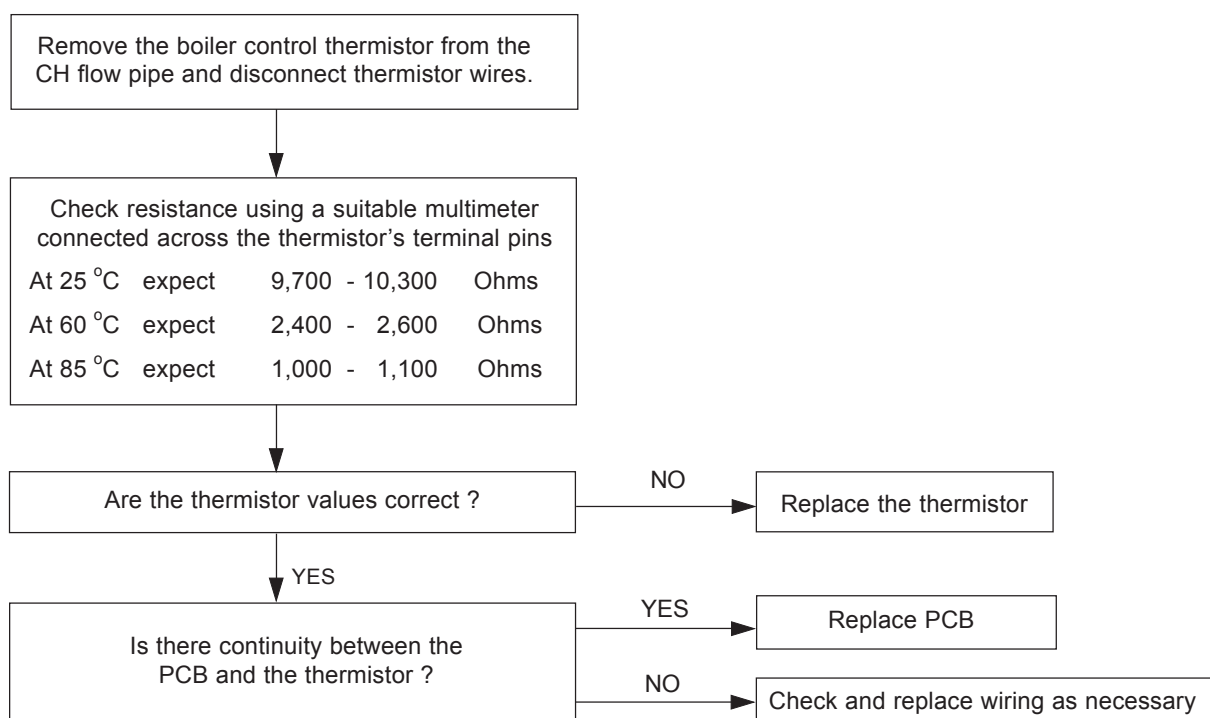 Remove the boiler control thermistor from the
CH flow pipe and disconnect thermistor wires.
Check resistance using a suitable multimeter
connected across the thermistor's terminal pins
At 25 °C expect 9,700 - 10,300 Ohms
At 60 °C expect 2,400 - 2,600 Ohms
At 85 °C expect 1,000 - 1,100 Ohms
Are the thermistor values correct ?
NO
Replace the thermistor
YES
Is there continuity between the
PCB and the thermistor ?
YES
Replace PCB
NO
Check and replace wiring as necessary